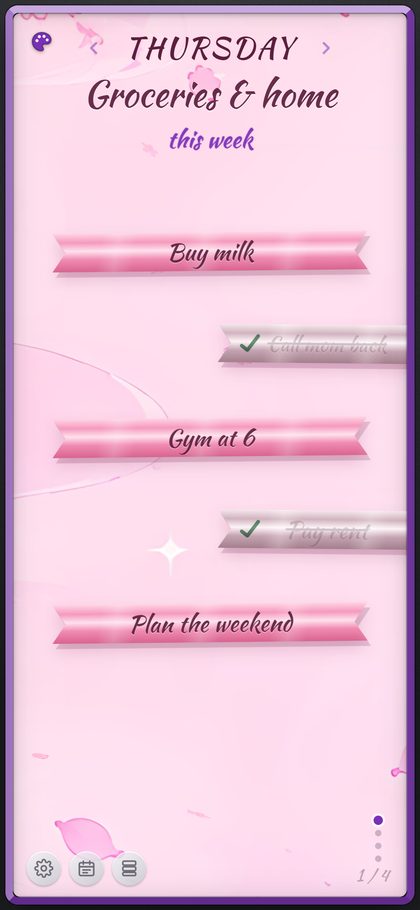 THURSDAY
Groceries & home
this week
Buy milk
Call mom back
Gym at 6
Pay rent
Plan the weekend
1 / 4